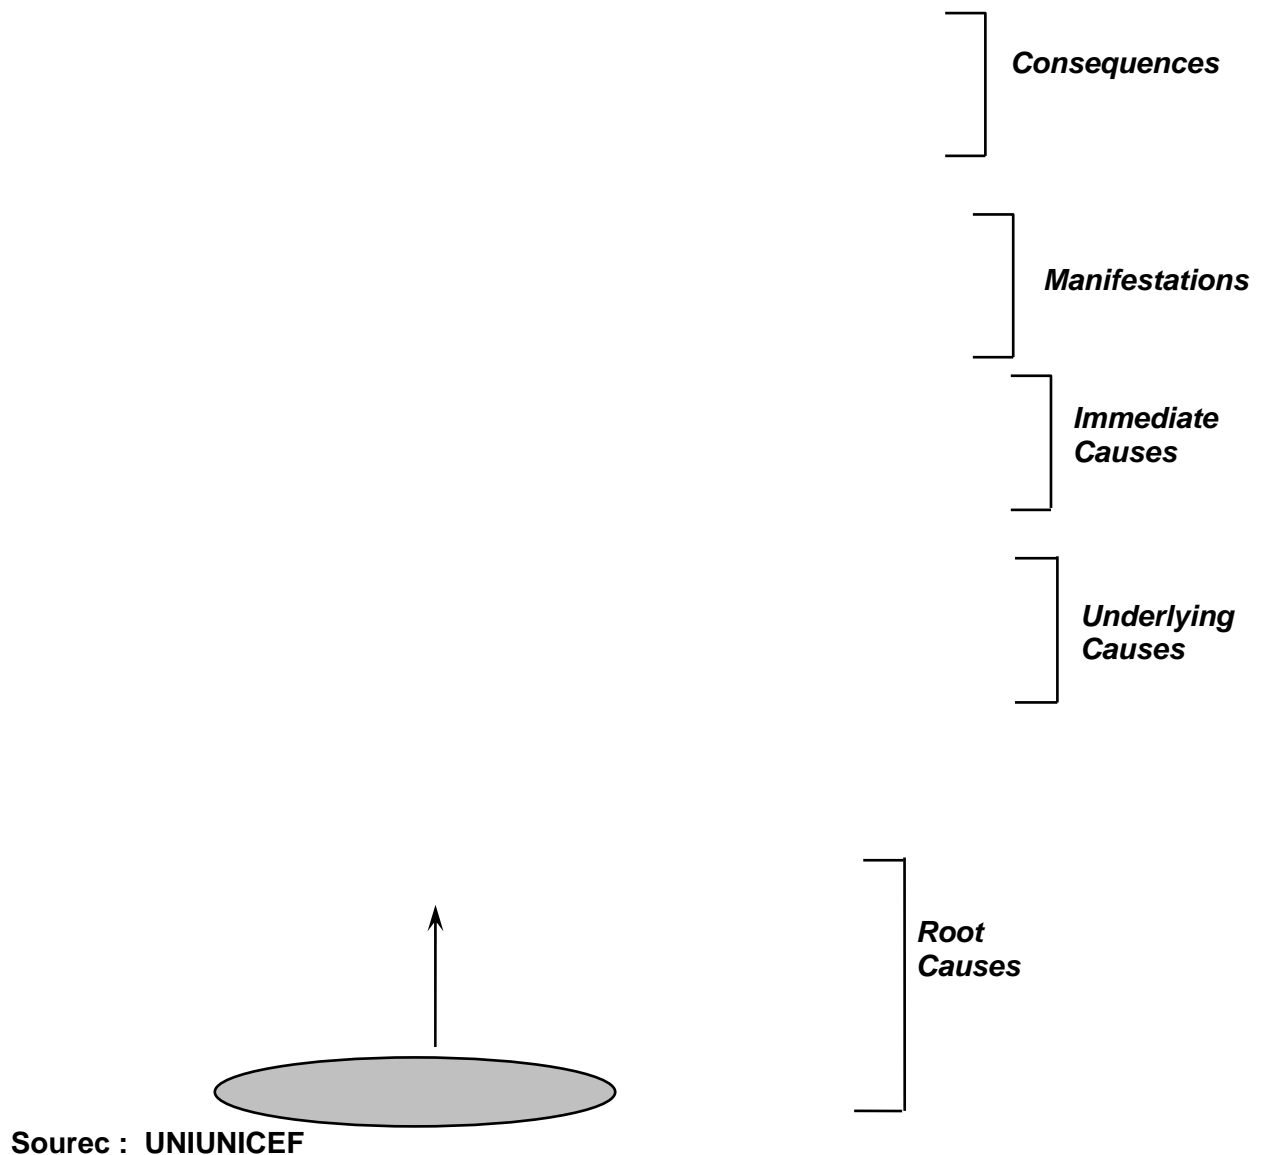 Consequences
Manifestations
Immediate
Causes
Underlying
Causes
Root
Causes
Sourec : UNIUNICEF